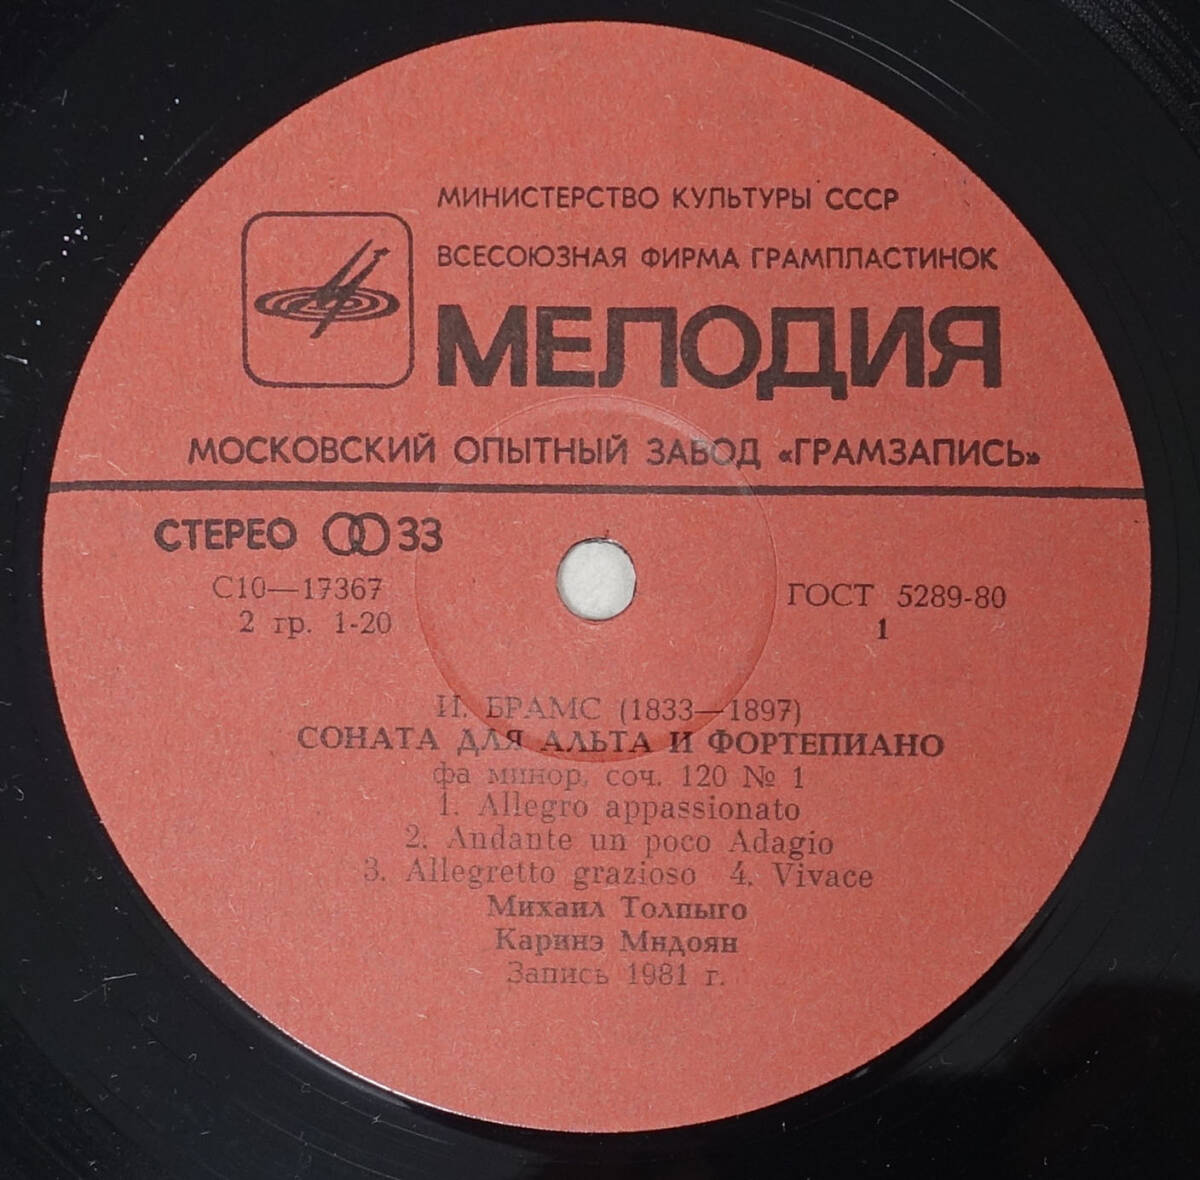 МИНИСТЕРСТВО КУЛЬТУРЫ СССР
ВСЕСОЮЗНАЯ ФИРМА ГРАМПЛАСТИНОК
МЕЛОДИЯ
МОСКОВСКИЙ ОПЫТНЫЙ ЗАВОД «ГРАМЗАПИСЬ»
СТЕРЕО 33
С10—17367
2 гр. 1-20
ГОСТ 5289-80
1
И. БРАМС (1833—1897)
СОНАТА ДЛЯ АЛЬТА И ФОРТЕПИАНО
фа минор, соч. 120 № 1
1. Allegro appassionato
2. Andante un poco Adagio
3. Allegretto grazioso 4. Vivace
Михаил Толпыго
Каринэ Мндоян
Запись 1981 г.